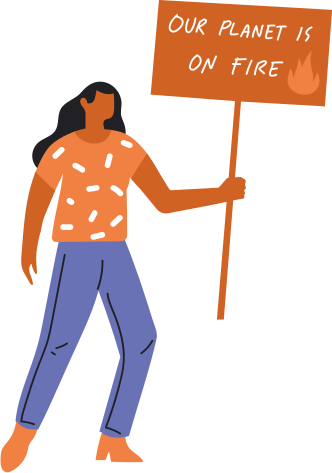 OUR PLANET IS
ON FIRE